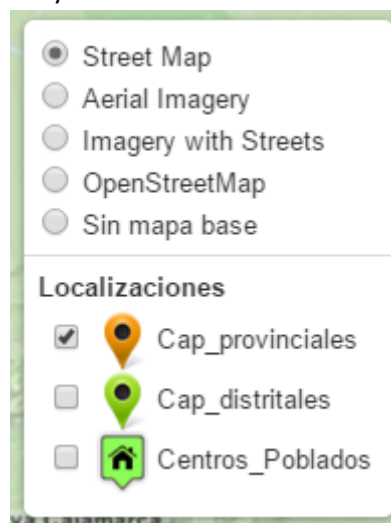 Street Map
Aerial Imagery
Imagery with Streets
OpenStreetMap
Sin mapa base
Localizaciones
Cap_provinciales
Cap_distritales
Centros_Poblados